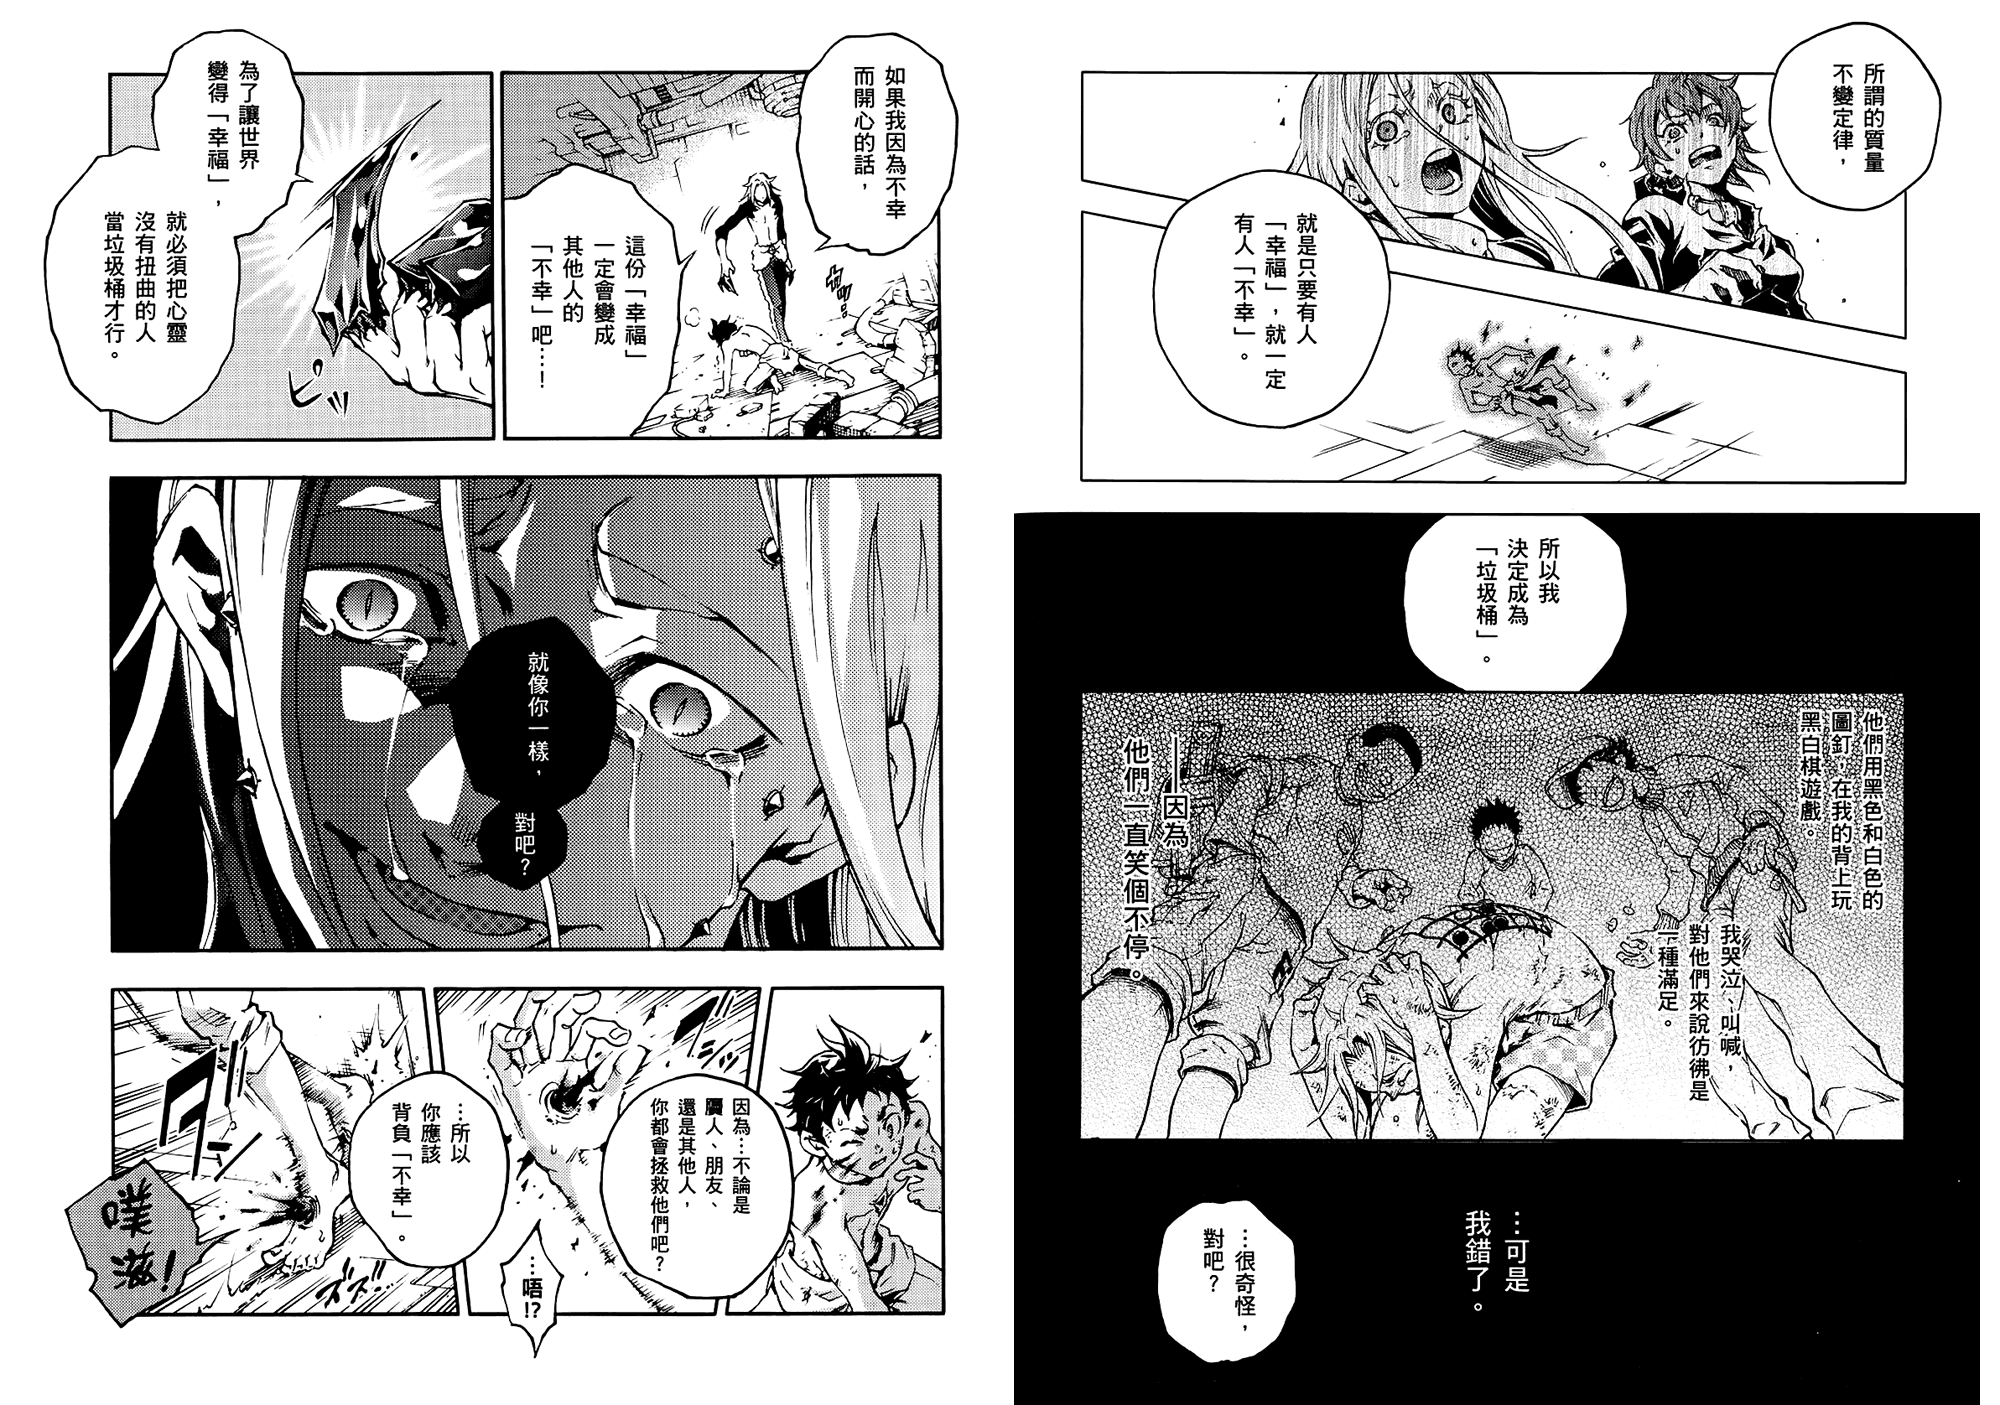 所謂的質量
不變定律，
就是只要有人
「幸福」，就一定
有人「不幸」。
所以我
決定成為
「垃圾桶」。
他們用黑色和白色的
圖釘，在我的背上玩
黑白棋遊戲。
我哭泣、叫喊，
對他們來說彷彿是
一種滿足。
──因為
他們一直笑個不停。
…可是
我錯了。
…很奇怪，
對吧？
如果我因為不幸
而開心的話，
這份「幸福」
一定會變成
其他人的
「不幸」吧…！
為了讓世界
變得「幸福」，
就必須把心靈
沒有扭曲的人
當垃圾桶才行。
ピッ
就像你一樣，
對吧？
因為…不論是
贗人、朋友、
還是其他人，
你都會拯救他們吧？
…唔!?
…所以
你應該
背負「不幸」。
噗滋！